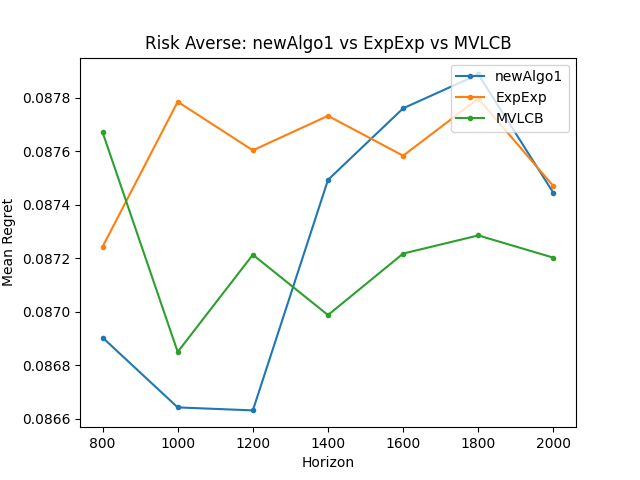 Risk Averse: newAlgo1 vs ExpExp vs MVLCB
newAlgo1
ExpExp
MVLCB
Mean Regret
0.0878
0.0876
0.0874
0.0872
0.0870
0.0868
0.0866
800 1000 1200 1400 1600 1800 2000
Horizon